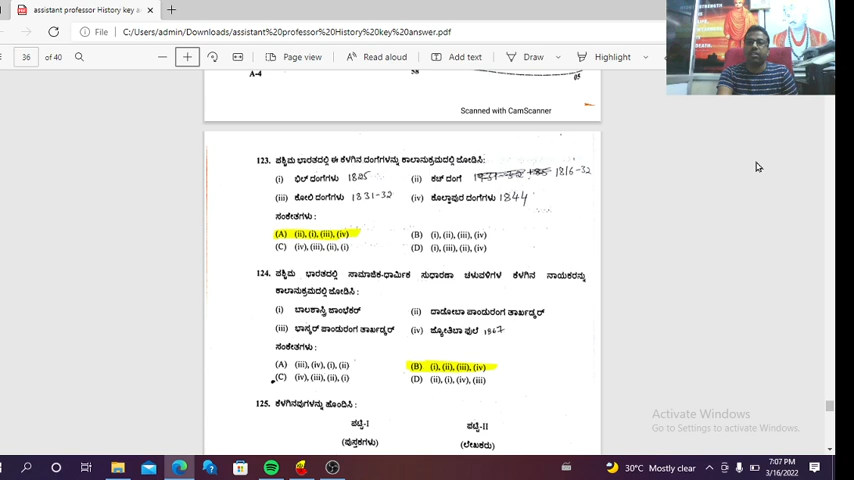 assistant professor History key a
File
C:/Users/admin/Downloads/assistant%20professor%20History%20key%20answer.pdf
36 of 40
Page view
Read aloud
Add text
Draw
Highlight
A-4
58
05
Scanned with CamScanner
123. ಪಶ್ಚಿಮ ಭಾರತದಲ್ಲಿ ಈ ಕೆಳಗಿನ ದಂಗೆಗಳನ್ನು ಕಾಲಾನುಕ್ರಮದಲ್ಲಿ ಜೋಡಿಸಿ:
(i) ಭಿಲ್ ದಂಗೆಗಳು
(ii) ಕಚ್ ದಂಗೆ 1816-32
(iii) ಕೋಲಿ ದಂಗೆಗಳು 1831-32
(iv) ಕೊಲ್ಹಾಪುರ ದಂಗೆಗಳು 1844
ಸಂಕೇತಗಳು :
(A) (ii), (i), (iii), (iv)
(B) (i), (ii), (iii), (iv)
(C) (iv), (iii), (ii), (i)
(D) (i), (iii), (ii), (iv)
124. ಪಶ್ಚಿಮ ಭಾರತದಲ್ಲಿ ಸಾಮಾಜಿಕ-ಧಾರ್ಮಿಕ ಸುಧಾರಣಾ ಚಳುವಳಿಗಳ ಕೆಳಗಿನ ನಾಯಕರನ್ನು
ಕಾಲಾನುಕ್ರಮದಲ್ಲಿ ಜೋಡಿಸಿ :
(i) ಬಾಲಶಾಸ್ತ್ರಿ ಜಾಂಭೇಕರ್
(ii) ದಾಡೋಬಾ ಪಾಂಡುರಂಗ ತಾರ್ಖಡ್ಕರ್
(iii) ಭಾಸ್ಕರ್ ಪಾಂಡುರಂಗ ತಾರ್ಖಡ್ಕರ್
(iv) ಜ್ಯೋತಿಬಾ ಫುಲೆ 1867
ಸಂಕೇತಗಳು :
(A) (iii), (iv), (i), (ii)
(B) (i), (ii), (iii), (iv)
(C) (iv), (iii), (ii), (i)
(D) (ii), (i), (iv), (iii)
125. ಕೆಳಗಿನವುಗಳನ್ನು ಹೊಂದಿಸಿ :
ಪಟ್ಟಿ-I
ಪಟ್ಟಿ-II
(ಪುಸ್ತಕಗಳು)
(ಲೇಖಕರು)
Activate Windows
Go to Settings to activate Windows.
30°C Mostly clear
7:07 PM
3/16/2022